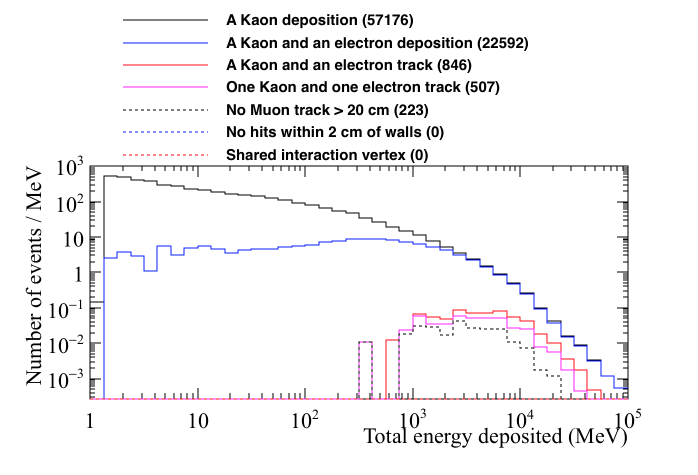 A Kaon deposition (57176)
A Kaon and an electron deposition (22592)
A Kaon and an electron track (846)
One Kaon and one electron track (507)
No Muon track > 20 cm (223)
No hits within 2 cm of walls (0)
Shared interaction vertex (0)
Number of events / MeV
10³
10²
10
1
10⁻¹
10⁻²
10⁻³
1 10 10² 10³ 10⁴ 10⁵
Total energy deposited (MeV)